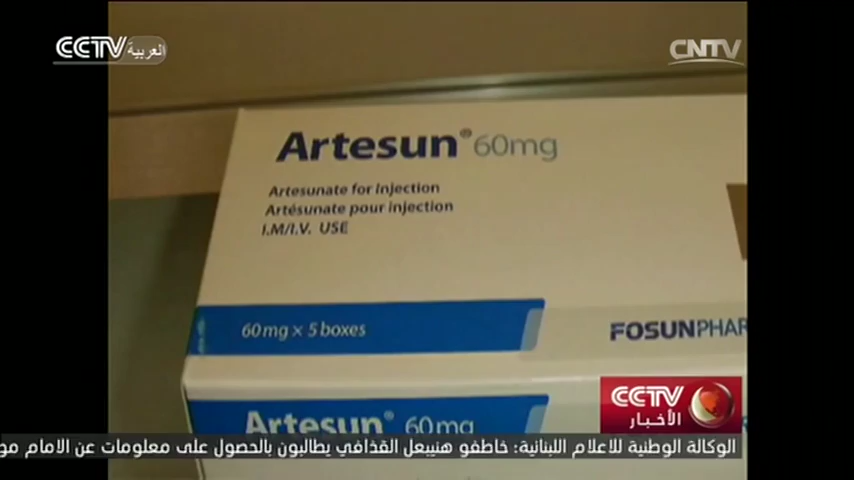 CCTV العربية
CNTV
Artesun® 60mg
Artesunate for Injection
Artésunate pour injection
I.M/I.V. USE
60mg × 5 boxes
FOSUNPHAR
CCTV
الأخبار
Artesun® 60mg
الوكالة الوطنية للاعلام اللبنانية: خاطفو هنيبعل القذافي يطالبون بالحصول على معلومات عن الامام مو